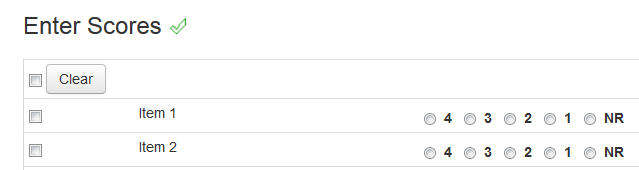 Enter Scores
Clear
Item 1 4 3 2 1 NR
Item 2 4 3 2 1 NR